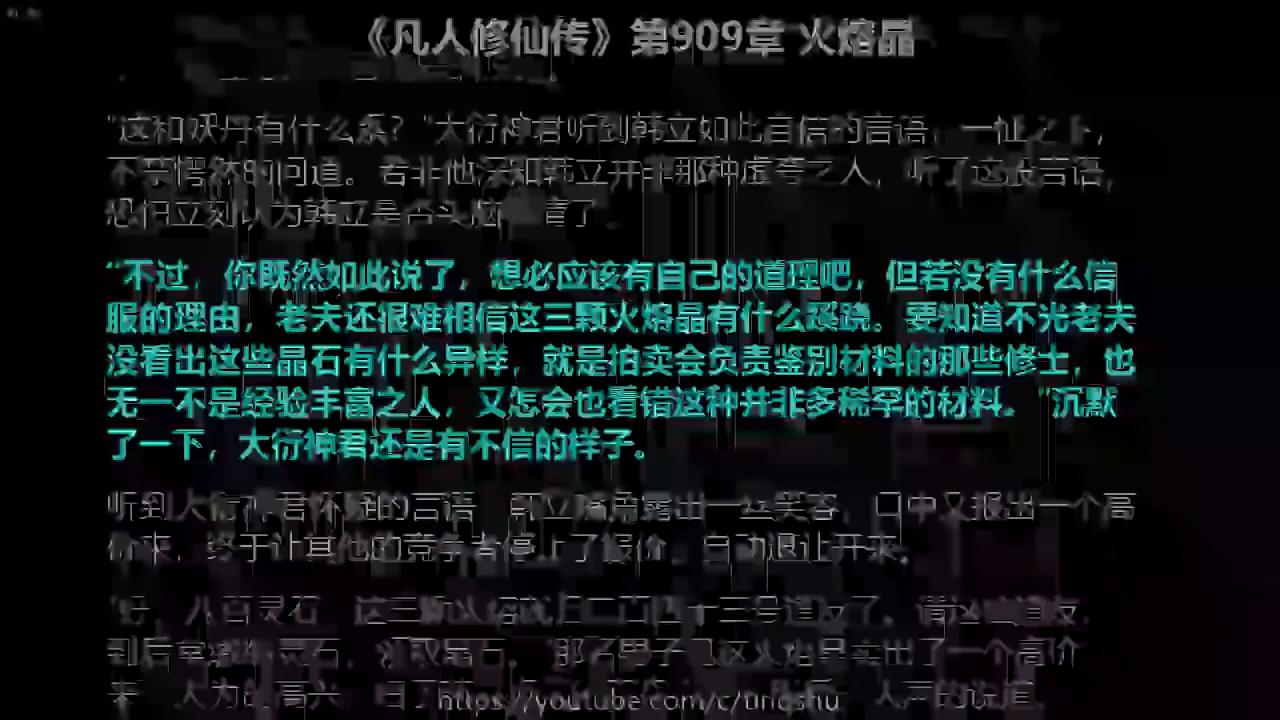 《凡人修仙传》第909章 火熔晶
“这和妖丹有什么系？”大衍神君听到韩立如此自信的言语，一怔之下，
不禁愕然的问道。若非他深知韩立并非那种虚夸之人，听了这段言语，
恐怕立刻认为韩立是否头脑 清了。
“不过，你既然如此说了，想必应该有自己的道理吧，但若没有什么信
服的理由，老夫还很难相信这三颗火熔晶有什么蹊跷。要知道不光老夫
没看出这些晶石有什么异样，就是拍卖会负责鉴别材料的那些修士，也
无一不是经验丰富之人，又怎会也看错这种并非多稀罕的材料。”沉默
了一下，大衍神君还是有不信的样子。
听到大衍神君怀疑的言语，韩立嘴角露出一丝笑容，口中又报出一个高
价来，终于让其他的竞争者停止了报价，自动退让开来。
“好，八百灵石，这三颗火熔晶归二百四十三号道友了。请这位道友，
到后堂缴纳灵石，领取晶石。”那名男子见这火熔晶卖出了一个高价
来，大为 高兴
https://youtube.com/c/tingshu